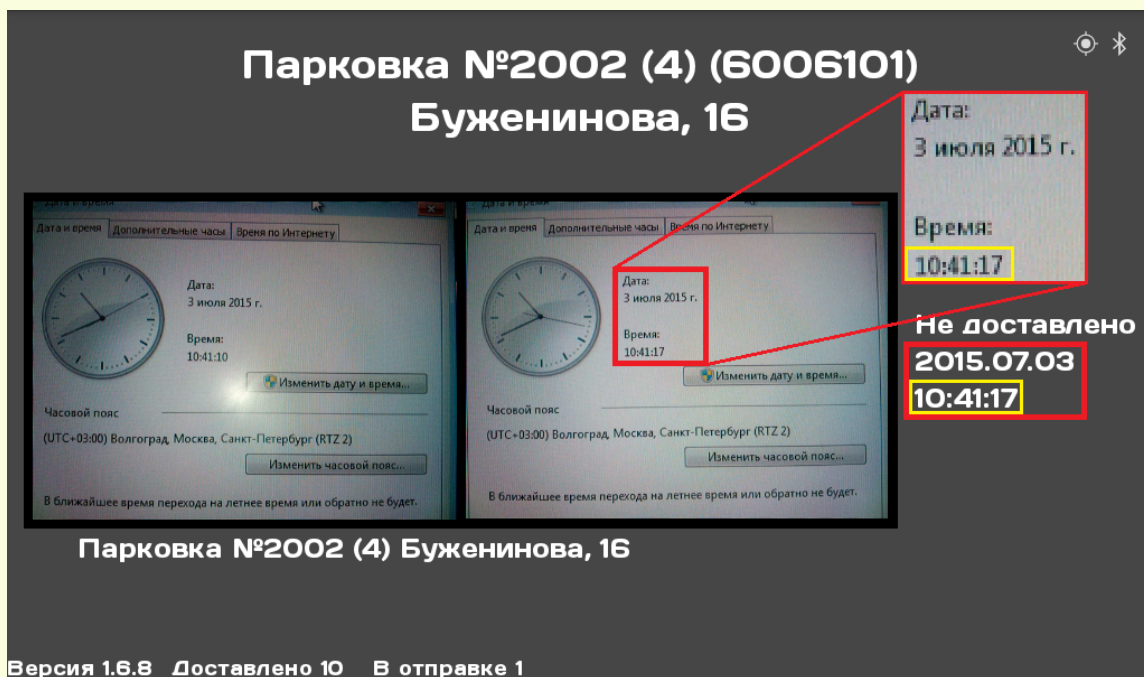 Парковка №2002 (4) (6006101)
Буженинова, 16
Дата:
3 июля 2015 г.
Время:
10:41:17
Дата и время
Дата и время Дополнительные часы Время по Интернету
Дата:
3 июля 2015 г.
Время:
10:41:10
Изменить дату и время...
Часовой пояс
(UTC+03:00) Волгоград, Москва, Санкт-Петербург (RTZ 2)
Изменить часовой пояс...
В ближайшее время перехода на летнее время или обратно не будет.
Дата и время
Дата и время Дополнительные часы Время по Интернету
Дата:
3 июля 2015 г.
Время:
10:41:17
Изменить дату и время...
Часовой пояс
(UTC+03:00) Волгоград, Москва, Санкт-Петербург (RTZ 2)
Изменить часовой пояс...
В ближайшее время перехода на летнее время или обратно не будет.
Не доставлено
2015.07.03
10:41:17
Парковка №2002 (4) Буженинова, 16
Версия 1.6.8 Доставлено 10 В отправке 1